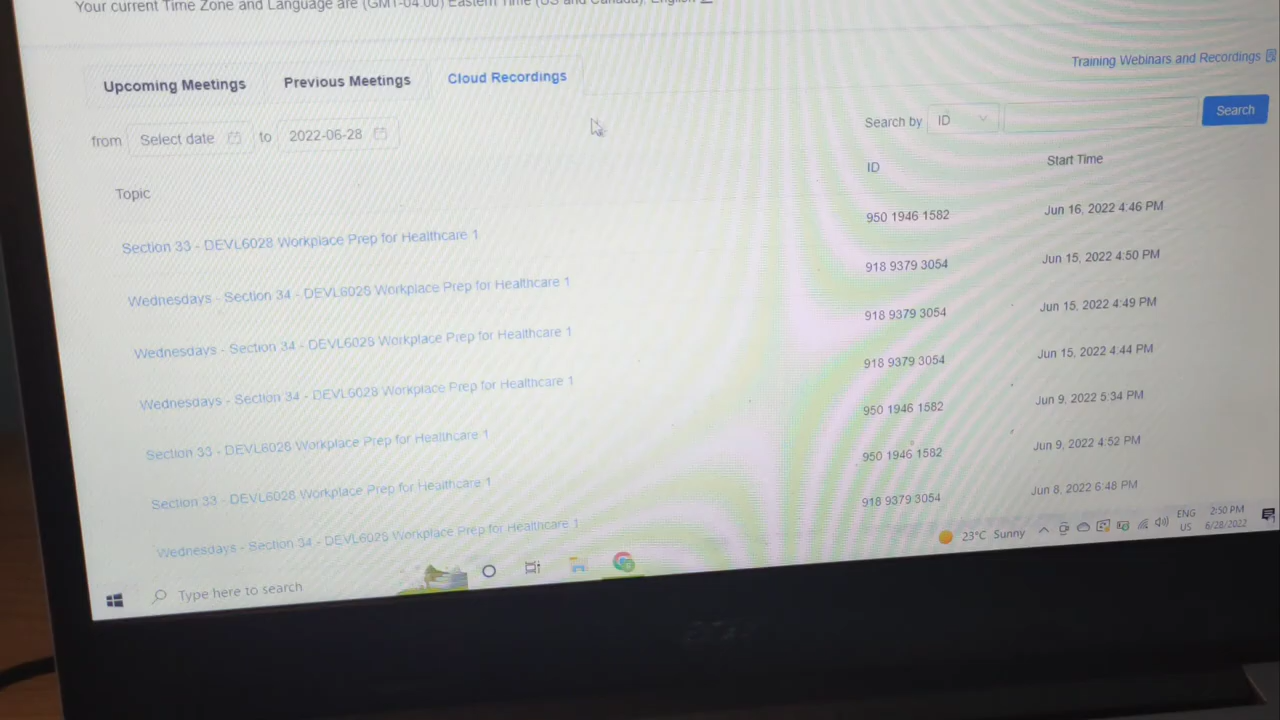 Your current Time Zone and Language are (GMT-04:00) Eastern Time (US and Canada), English
Training Webinars and Recordings
Upcoming Meetings Previous Meetings Cloud Recordings
from Select date to 2022-06-28 Search by ID Search
Topic ID Start Time
Section 33 - DEVL6028 Workplace Prep for Healthcare 1 950 1946 1582 Jun 16, 2022 4:46 PM
Wednesdays - Section 34 - DEVL6028 Workplace Prep for Healthcare 1 918 9379 3054 Jun 15, 2022 4:50 PM
Wednesdays - Section 34 - DEVL6028 Workplace Prep for Healthcare 1 918 9379 3054 Jun 15, 2022 4:49 PM
Wednesdays - Section 34 - DEVL6028 Workplace Prep for Healthcare 1 918 9379 3054 Jun 15, 2022 4:44 PM
Section 33 - DEVL6028 Workplace Prep for Healthcare 1 950 1946 1582 Jun 9, 2022 5:34 PM
Section 33 - DEVL6028 Workplace Prep for Healthcare 1 950 1946 1582 Jun 9, 2022 4:52 PM
Wednesdays - Section 34 - DEVL6028 Workplace Prep for Healthcare 1 918 9379 3054 Jun 8, 2022 6:48 PM
Type here to search 23°C Sunny ENG 2:50 PM
US 6/28/2022